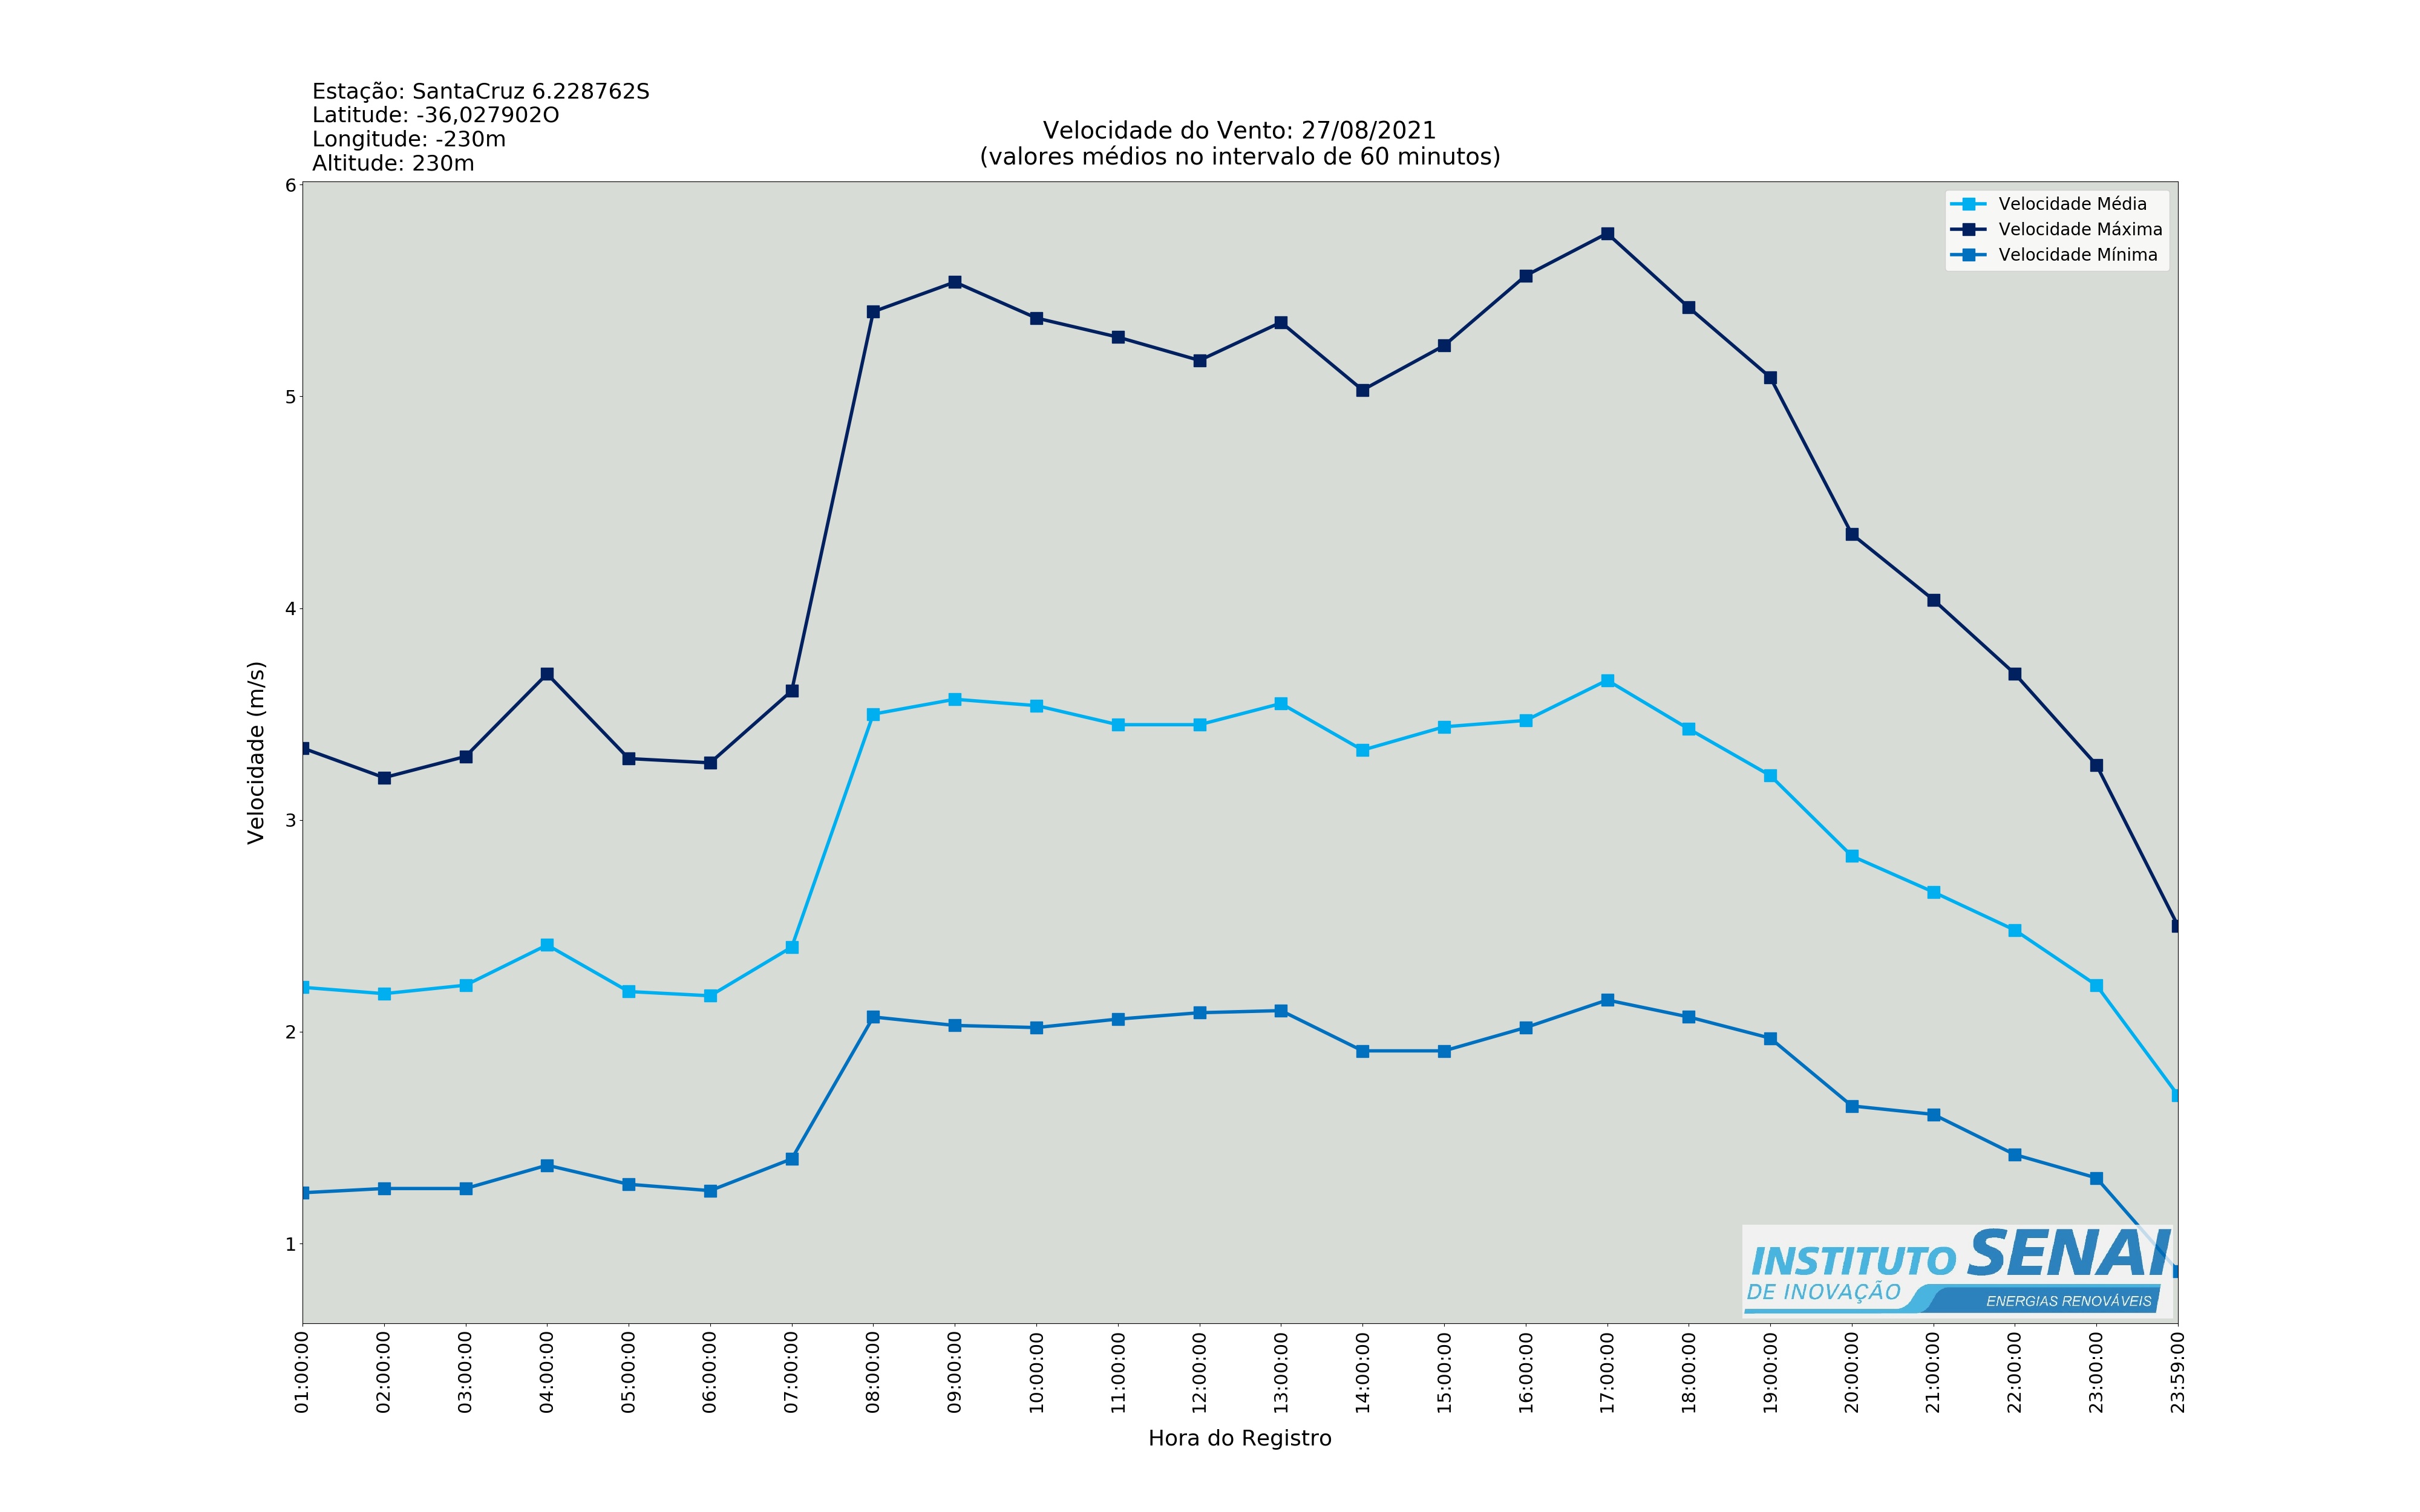 Estação: SantaCruz 6.228762S
Latitude: -36,027902O
Longitude: -230m
Altitude: 230m
Velocidade do Vento: 27/08/2021
(valores médios no intervalo de 60 minutos)
Velocidade Média
Velocidade Máxima
Velocidade Mínima
6
5
4
3
2
1
Velocidade (m/s)
INSTITUTO SENAI
DE INOVAÇÃO
ENERGIAS RENOVÁVEIS
01:00:00
02:00:00
03:00:00
04:00:00
05:00:00
06:00:00
07:00:00
08:00:00
09:00:00
10:00:00
11:00:00
12:00:00
13:00:00
14:00:00
15:00:00
16:00:00
17:00:00
18:00:00
19:00:00
20:00:00
21:00:00
22:00:00
23:00:00
23:59:00
Hora do Registro